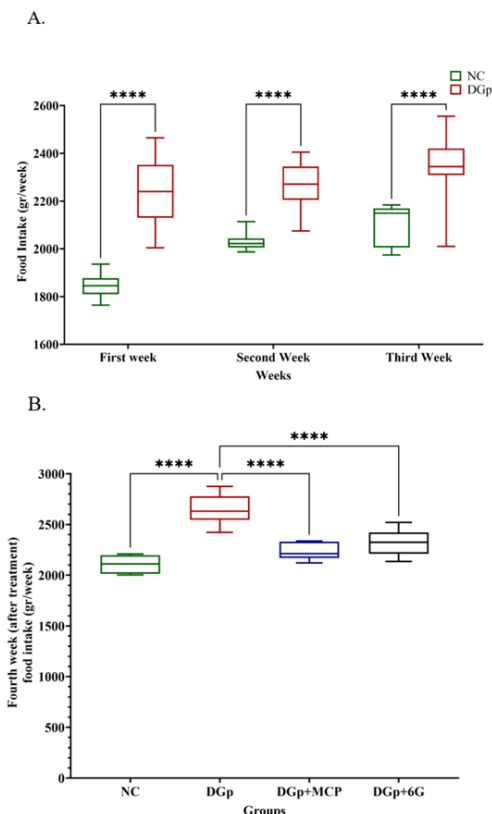 A.
NC
DGp
**** **** ****
2600
2400
2200
2000
1800
1600
Food Intake (gr/week)
First week Second Week Third Week
Weeks
B.
****
**** ****
3000
2500
2000
1500
1000
500
0
Fourth week (after treatment)
food intake (gr/week)
NC DGp DGp+MCP DGp+6G
Groups